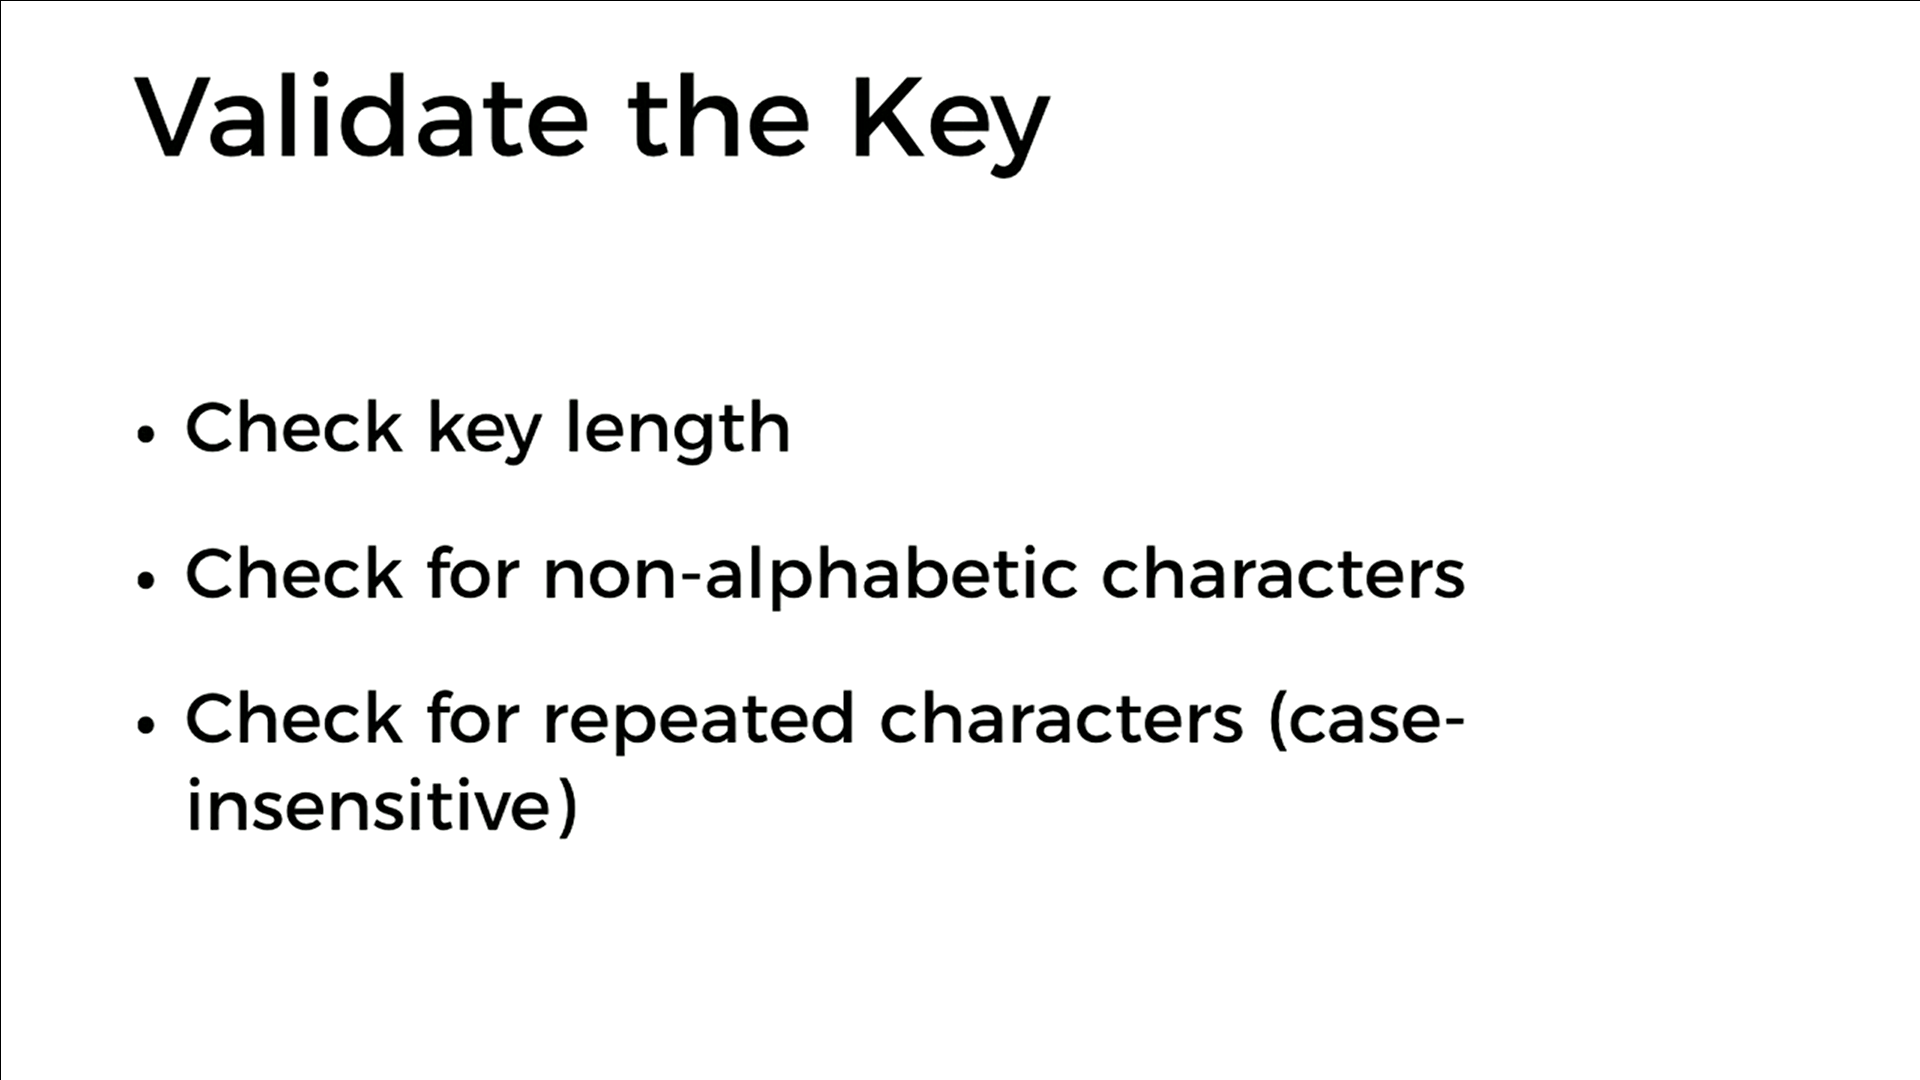 Validate the Key
• Check key length
• Check for non-alphabetic characters
• Check for repeated characters (case-
insensitive)